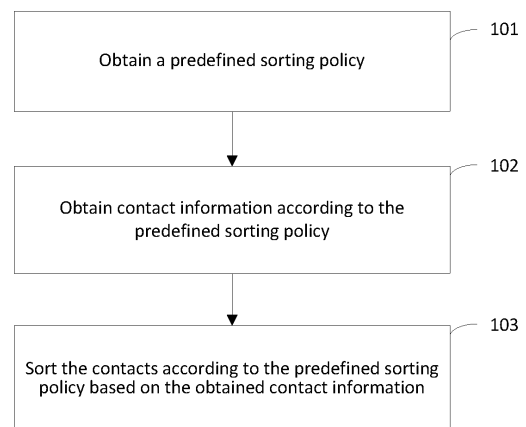 101
Obtain a predefined sorting policy
102
Obtain contact information according to the
predefined sorting policy
103
Sort the contacts according to the predefined sorting
policy based on the obtained contact information